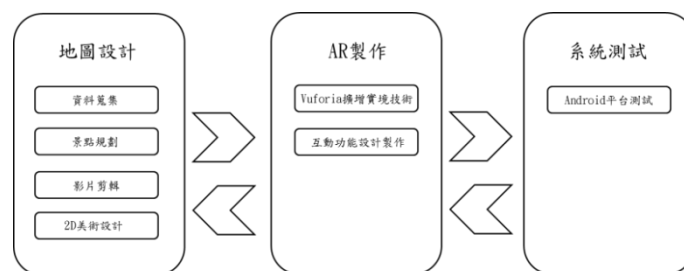 地圖設計
資料蒐集
景點規劃
影片剪輯
2D美術設計
AR製作
Vuforia擴增實境技術
互動功能設計製作
系統測試
Android平台測試